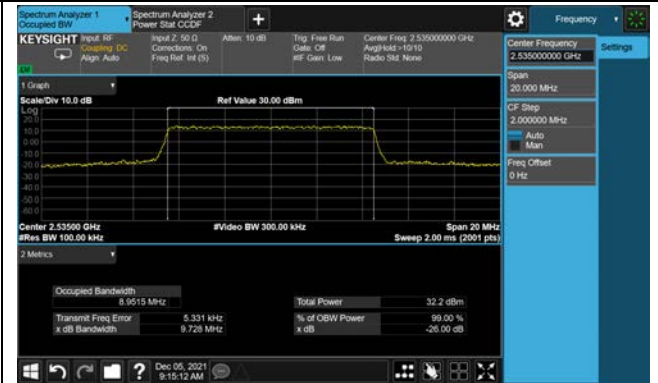 Spectrum Analyzer 1
Occupied BW
Spectrum Analyzer 2
Power Stat CCDF
+
Frequency
KEYSIGHT
Input: RF
Coupling: DC
Align: Auto
Input Z: 50 Ω
Corrections: On
Freq Ref: Int (S)
Atten: 10 dB
Trig: Free Run
Gate: Off
#IF Gain: Low
Center Freq: 2.535000000 GHz
Avg|Hold:>10/10
Radio Std: None
Center Frequency
2.535000000 GHz
Settings
Span
20.000 MHz
CF Step
2.000000 MHz
Auto
Man
Freq Offset
0 Hz
1 Graph
Scale/Div 10.0 dB
Ref Value 30.00 dBm
Log
20.0
10.0
0.00
-10.0
-20.0
-30.0
-40.0
-50.0
-60.0
Center 2.53500 GHz
#Video BW 300.00 kHz
Span 20 MHz
#Res BW 100.00 kHz
Sweep 2.00 ms (2001 pts)
2 Metrics
Occupied Bandwidth
8.9515 MHz
Total Power
32.2 dBm
Transmit Freq Error
5.331 kHz
% of OBW Power
99.00 %
x dB Bandwidth
9.728 MHz
x dB
-26.00 dB
?
Dec 05, 2021
9:15:12 AM